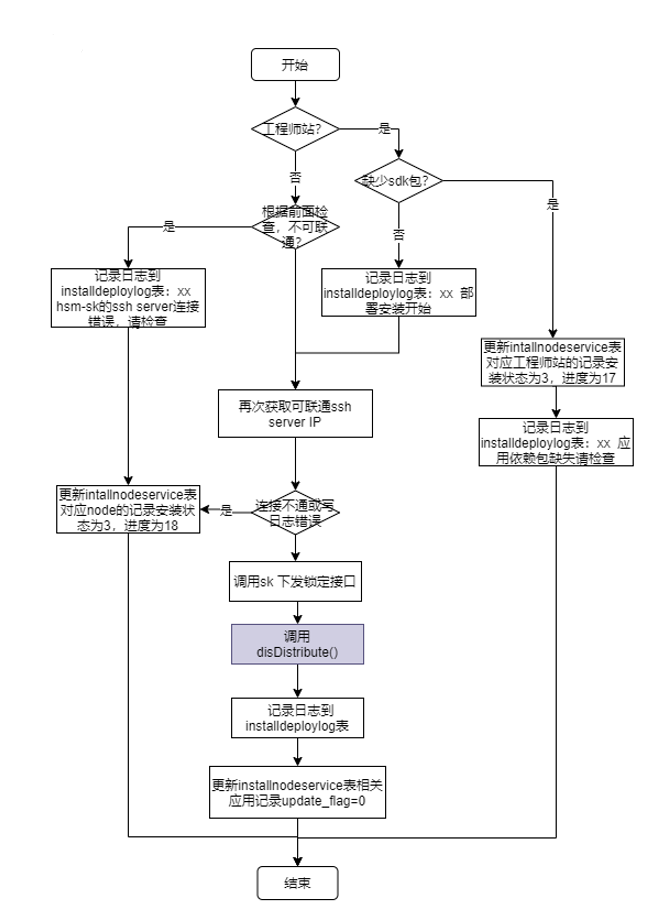 开始
工程师站？
是
否
缺少sdk包？
是
根据前面检
查，不可联
通？
是
否
记录日志到
installdeploylog表：xx
hsm-sk的ssh server连接
错误，请检查
记录日志到
installdeploylog表：xx 部
署安装开始
更新intallnodeservice表
对应工程师站的记录安
装状态为3，进度为17
再次获取可联通ssh
server IP
记录日志到
installdeploylog表：xx 应
用依赖包缺失请检查
更新intallnodeservice表
对应node的记录安装状
态为3，进度为18
是
连接不通或写
日志错误
调用sk 下发锁定接口
调用
disDistribute()
记录日志到
installdeploylog表
更新installnodeservice表相关
应用记录update_flag=0
结束